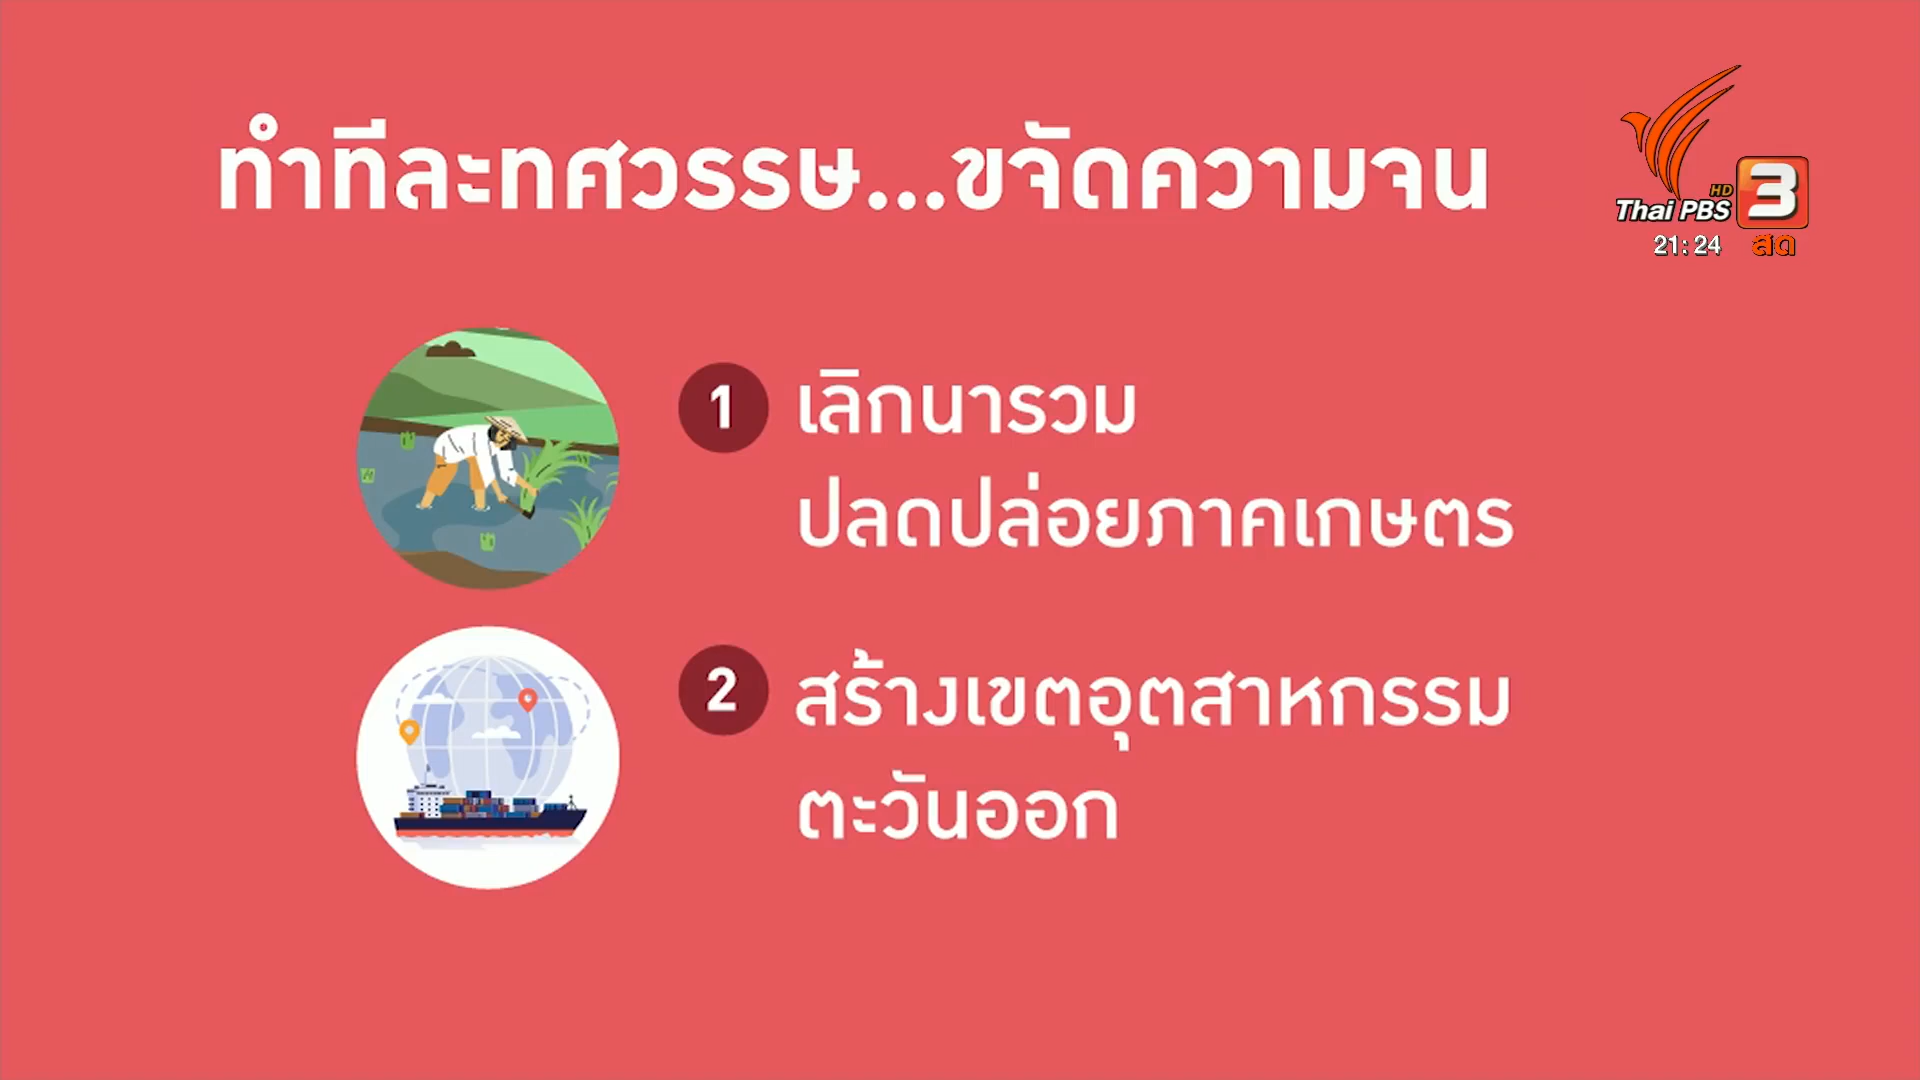 ทำทีละทศวรรษ...ขจัดความจน
HD
Thai PBS 3
21:24 สด
1 เลิกนารวม
ปลดปล่อยภาคเกษตร
2 สร้างเขตอุตสาหกรรม
ตะวันออก